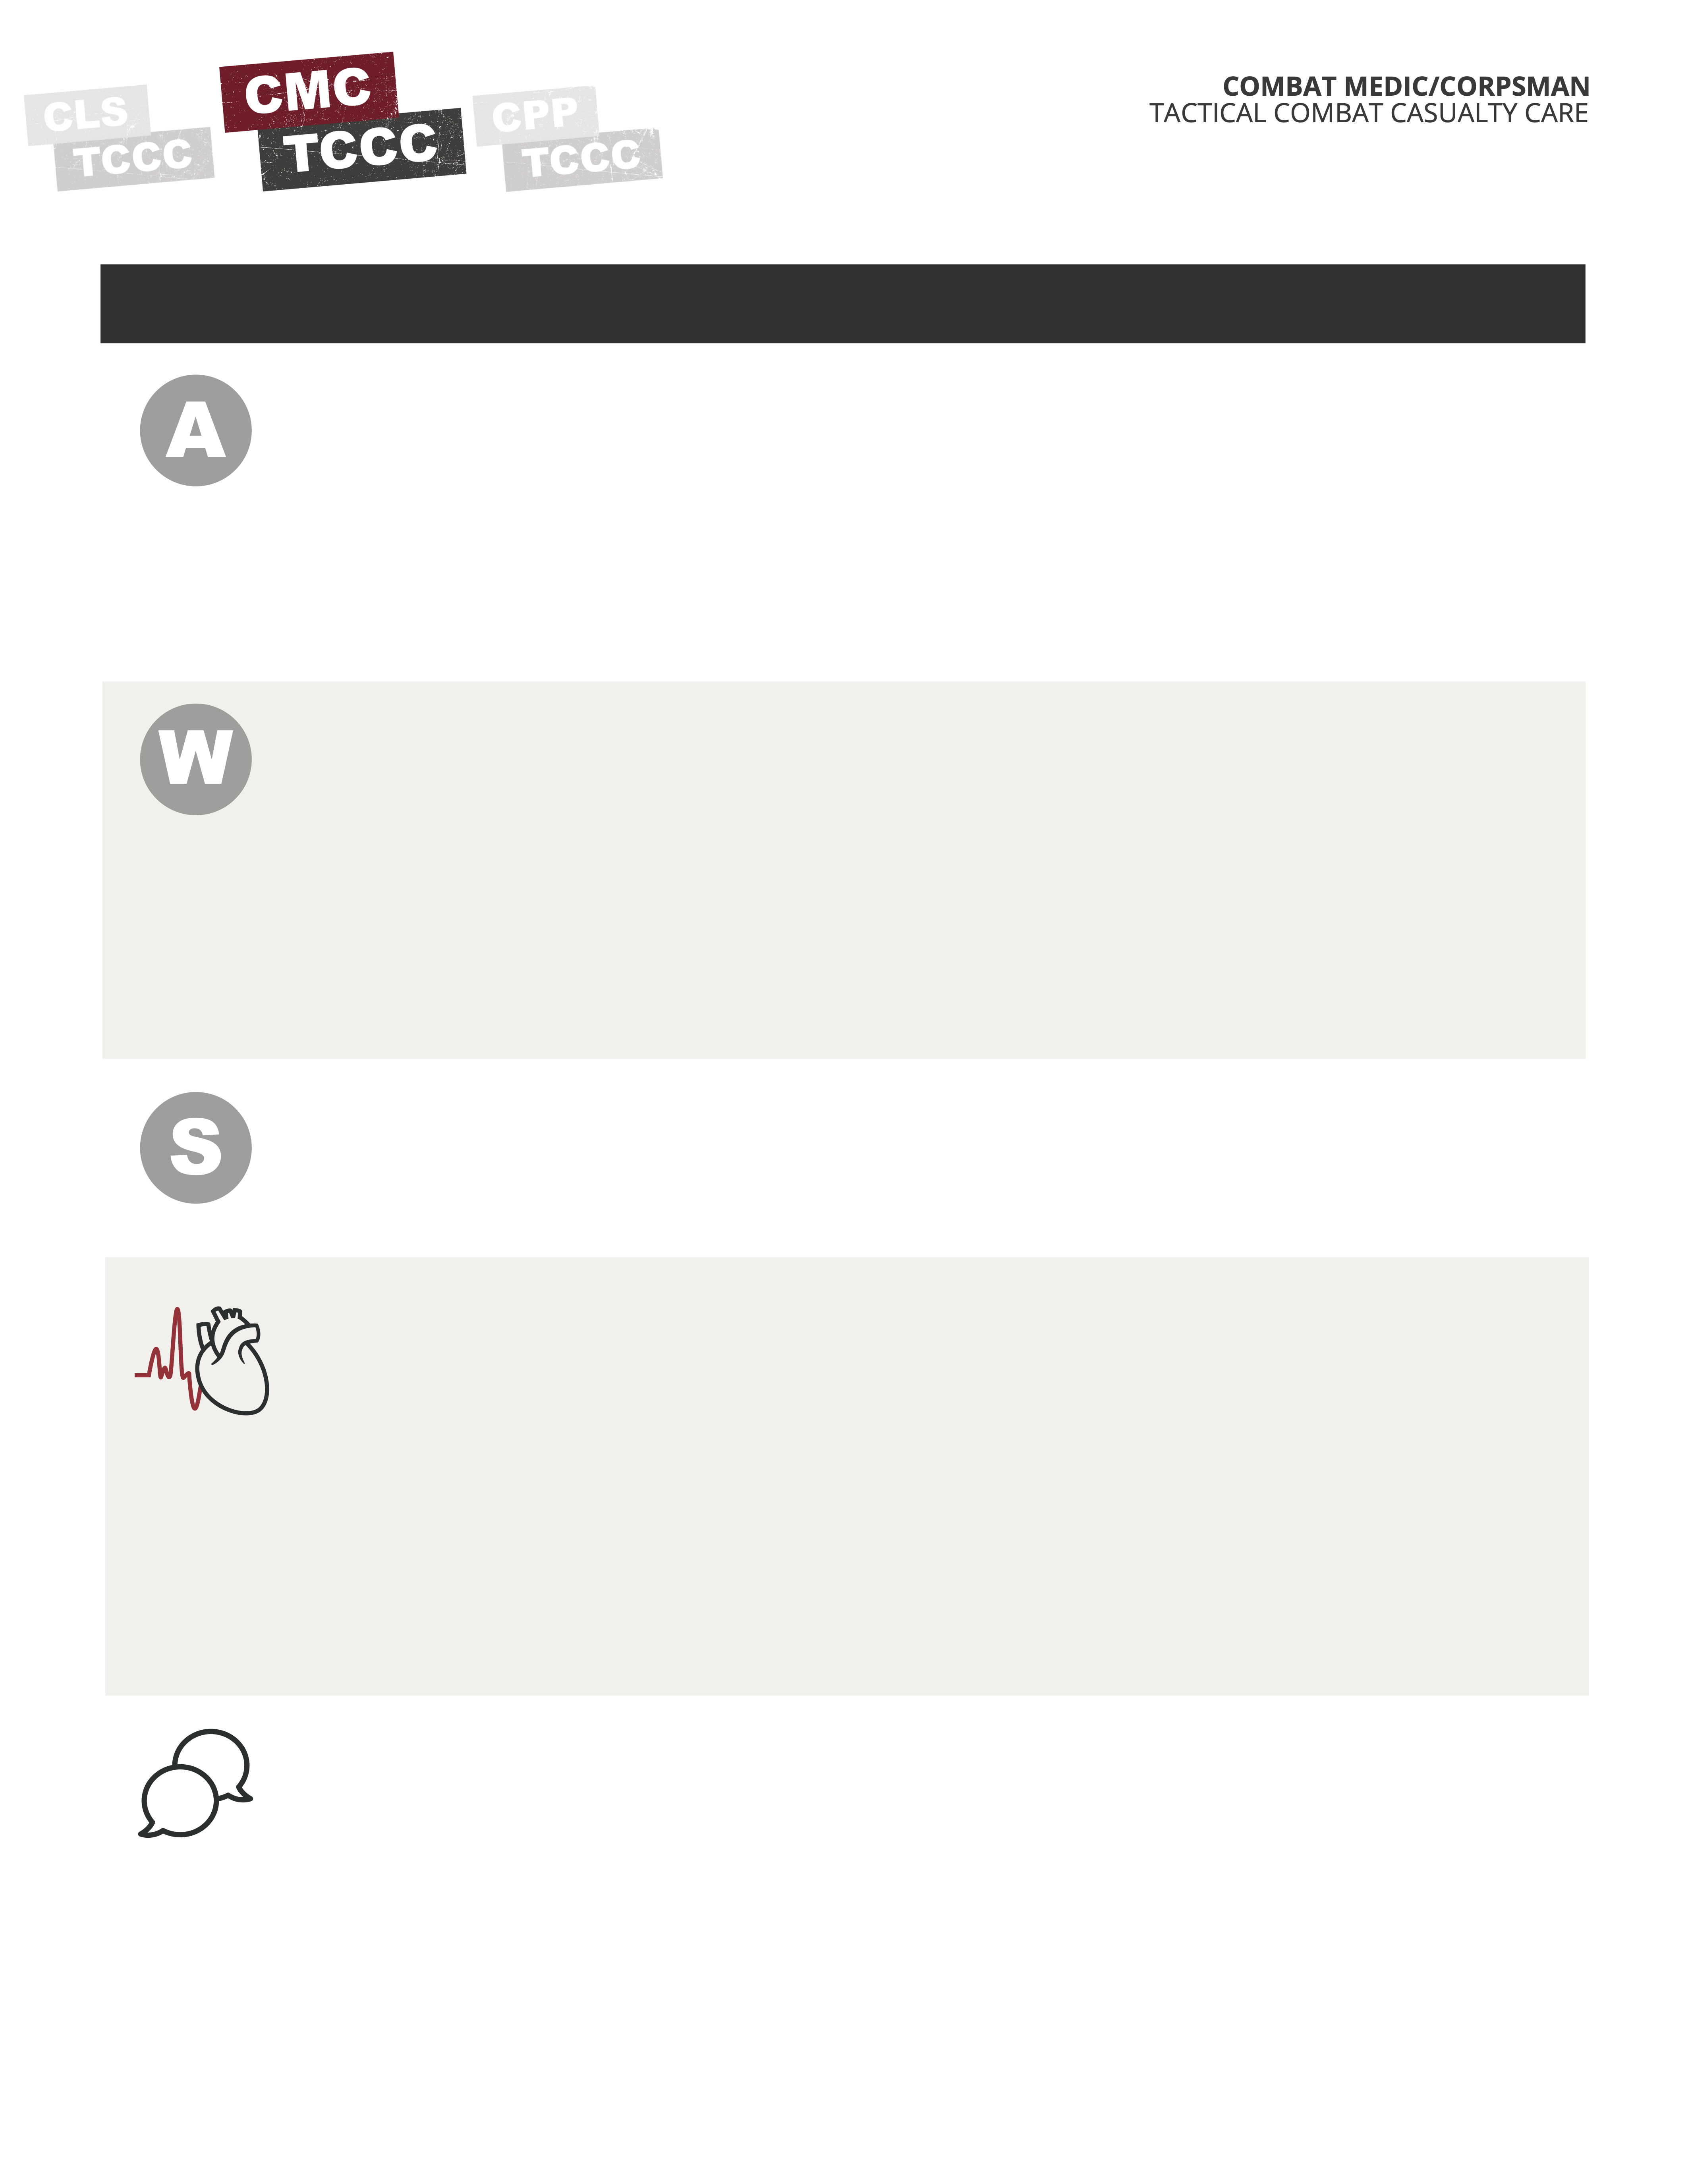 CLS
TCCC
CMC
TCCC
CPP
TCCC
COMBAT MEDIC/CORPSMAN
TACTICAL COMBAT CASUALTY CARE
A
W
S